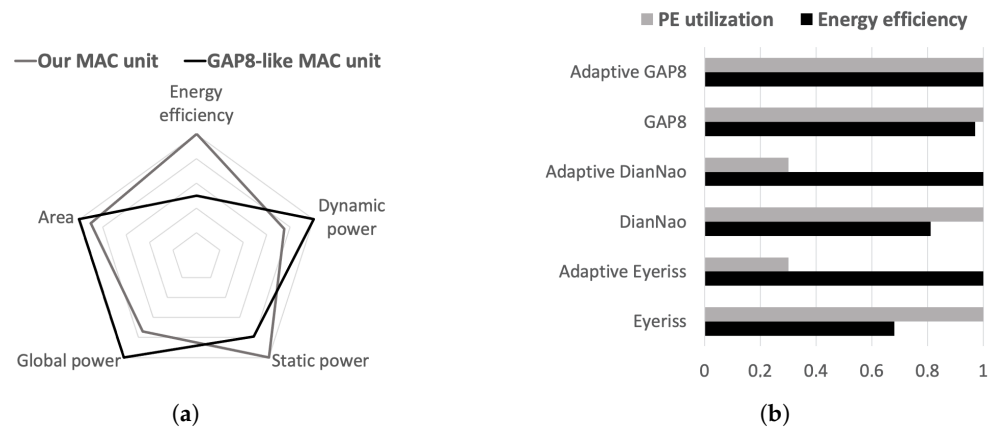 Our MAC unit
GAP8-like MAC unit
Energy
efficiency
Area
Dynamic
power
Global power
Static power
(a)
PE utilization
Energy efficiency
Adaptive GAP8
GAP8
Adaptive DianNao
DianNao
Adaptive Eyeriss
Eyeriss
0 0.2 0.4 0.6 0.8 1
(b)